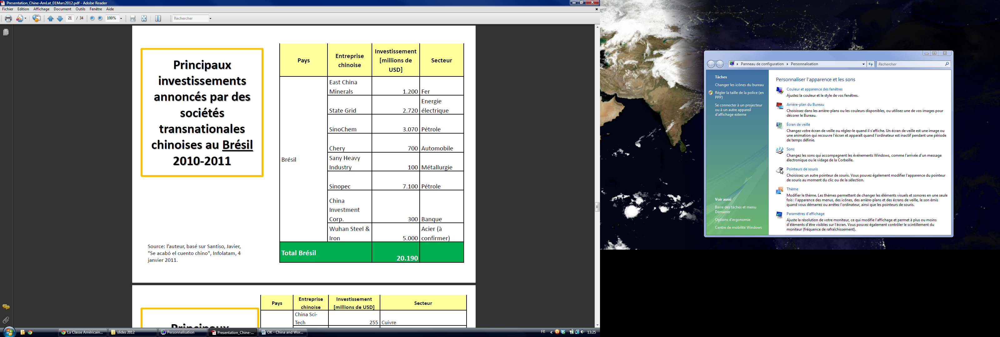 Presentation_Chine-AmLat_01Mars2012.pdf - Adobe Reader
Fichier Edition Affichage Document Outils Fenêtre Aide
21 / 34 100% Rechercher
Principaux
investissements
annoncés par des
sociétés
transnationales
chinoises au Brésil
2010-2011
Source: l'auteur, basé sur Santiso, Javier,
"Se acabó el cuento chino", Infolatam, 4
janvier 2011.
Pays
Entreprise
chinoise
Investissement
[millions de
USD]
Secteur
Brésil
East China
Minerals 1.200 Fer
Energie
State Grid 2.720 électrique
SinoChem 3.070 Pétrole
Chery 700 Automobile
Sany Heavy
Industry 100 Métallurgie
Sinopec 7.100 Pétrole
China
Investment
Corp. 300 Banque
Wuhan Steel & Acier (à
Iron 5.000 confirmer)
Total Brésil 20.190
Principaux
Pays
Entreprise
chinoise
Investissement
[millions de USD]
Secteur
China Sci-
Tech 255 Cuivre
La Classe Américain... slides 2012 Personnalisation Presentation_Chine-... OK - China and Wor... FR 13:25
Panneau de configuration Personnalisation Rechercher
Tâches
Changer les icônes du bureau
Régler la taille de la police (en
PPP)
Se connecter à un projecteur
ou à un autre appareil
d'affichage externe
Voir aussi
Barre des tâches et menu
Démarrer
Options d'ergonomie
Centre de mobilité Windows
Personnaliser l'apparence et les sons
Couleur et apparence des fenêtres
Ajustez la couleur et le style de vos fenêtres.
Arrière-plan du Bureau
Choisissez dans les arrière-plans ou les couleurs disponibles, ou utilisez une de vos images pour
décorer le Bureau.
Écran de veille
Changez votre écran de veille ou réglez-le quand il s'affiche. Un écran de veille est une image ou
une animation qui recouvre l'écran et apparaît quand l'ordinateur est inactif pendant une période
de temps définie.
Sons
Changez les sons qui accompagnent les événements Windows, comme l'arrivée d'un message
électronique ou le vidage de la Corbeille.
Pointeurs de souris
Choisissez un autre pointeur de souris. Vous pouvez également modifier l'apparence du pointeur
de souris au moment du clic ou de la sélection.
Thème
Modifier le thème. Les thèmes permettent de changer les éléments visuels et sonores en une seule
fois : l'apparence des menus, des icônes, des arrière-plans et des écrans de veille, le son émis
quand vous démarrez ou arrêtez l'ordinateur, ainsi que les pointeurs de souris.
Paramètres d'affichage
Ajuste la résolution de votre moniteur, ce qui modifie l'affichage et permet à plus ou moins
d'éléments d'être visibles sur l'écran. Vous pouvez également contrôler le scintillement du
moniteur (fréquence de rafraîchissement).